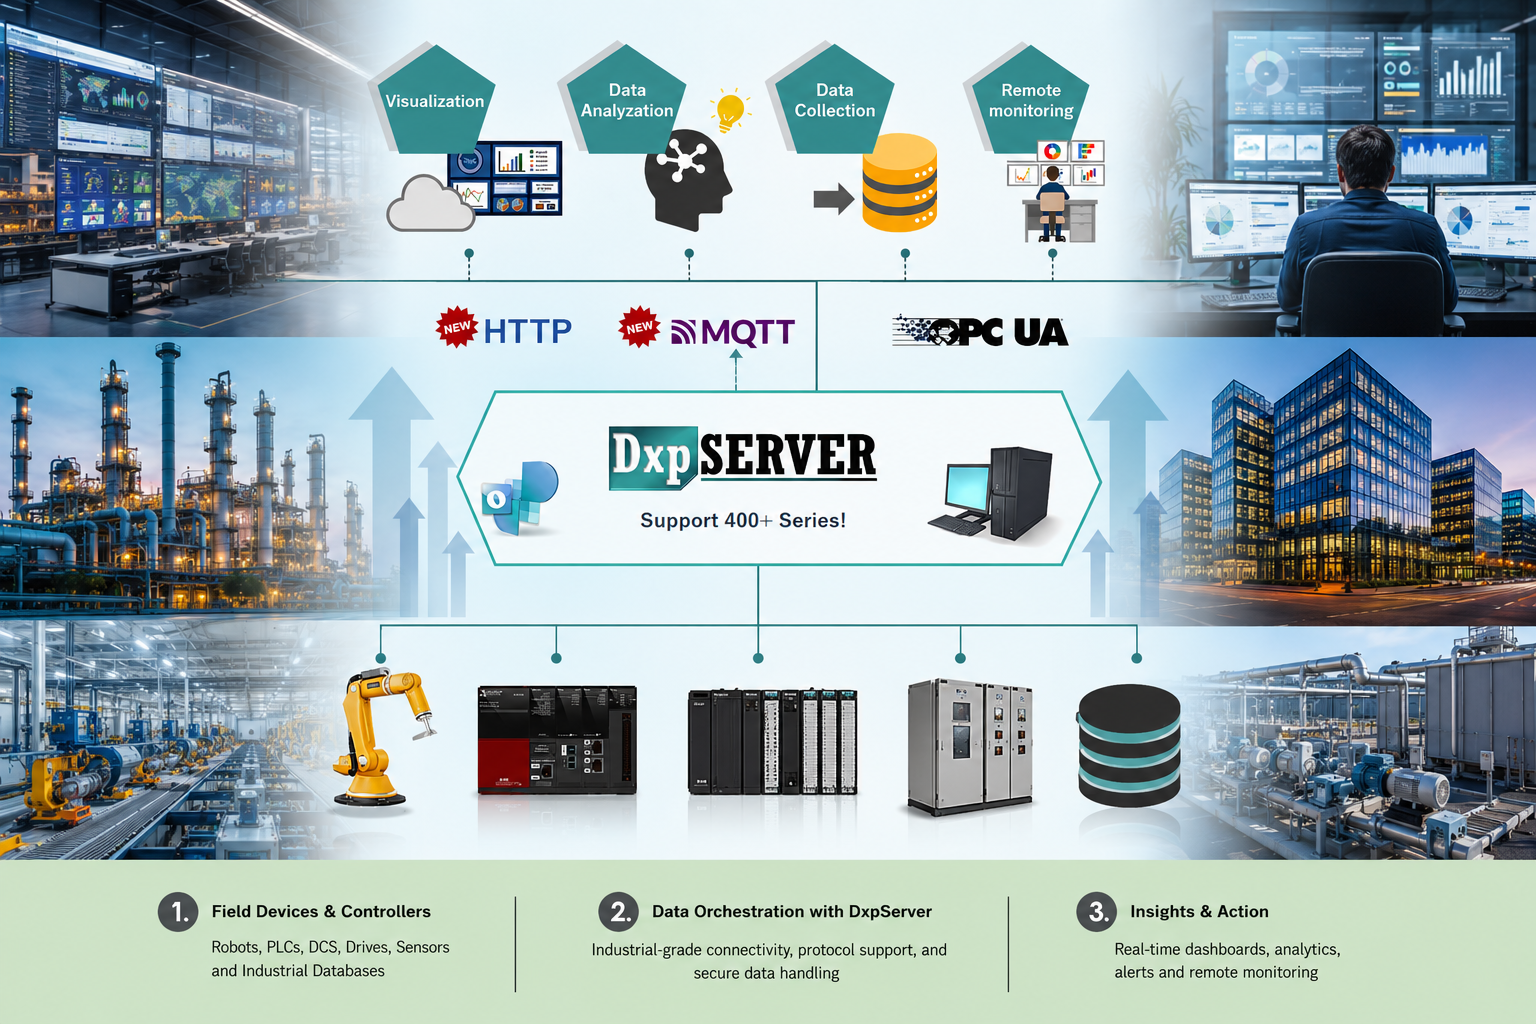 Visualization
Data
Analyzation
Data
Collection
Remote
monitoring
NEW HTTP
NEW MQTT
OPC UA
Dxp SERVER
Support 400+ Series!
1. Field Devices & Controllers
Robots, PLCs, DCS, Drives, Sensors
and Industrial Databases
2. Data Orchestration with DxpServer
Industrial-grade connectivity, protocol support, and
secure data handling
3. Insights & Action
Real-time dashboards, analytics,
alerts and remote monitoring